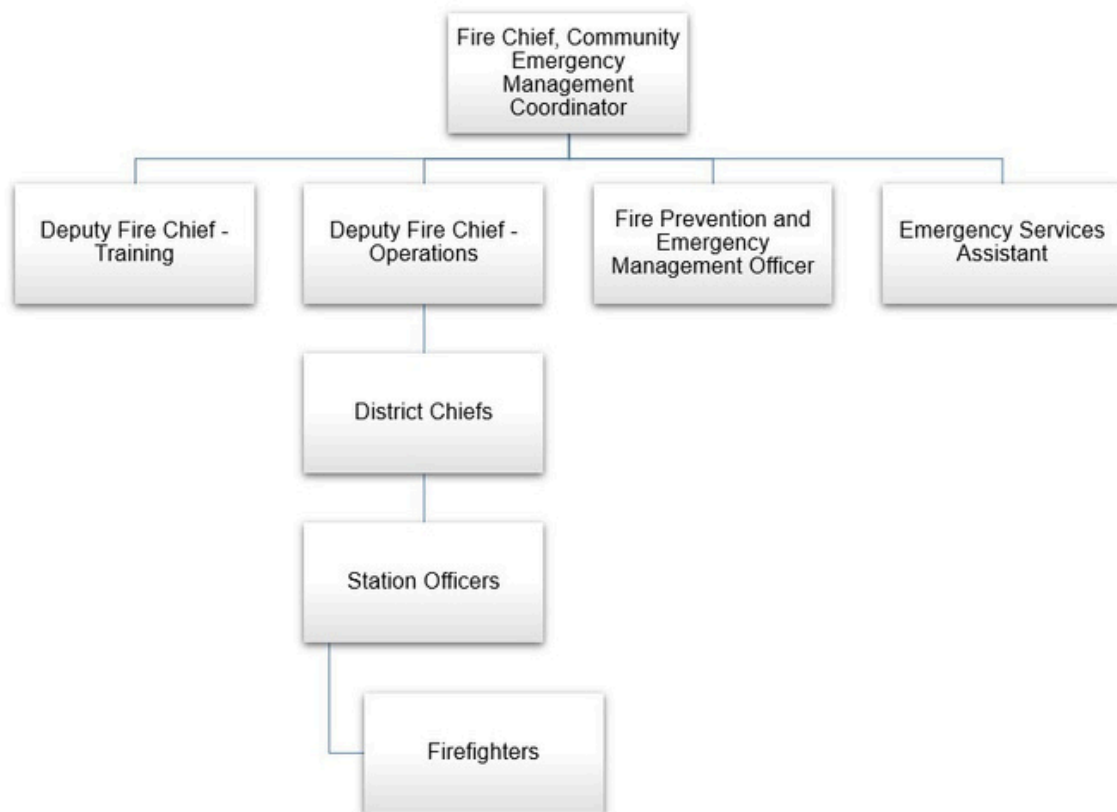 Fire Chief, Community
Emergency
Management
Coordinator
Deputy Fire Chief -
Training
Deputy Fire Chief -
Operations
Fire Prevention and
Emergency
Management Officer
Emergency Services
Assistant
District Chiefs
Station Officers
Firefighters